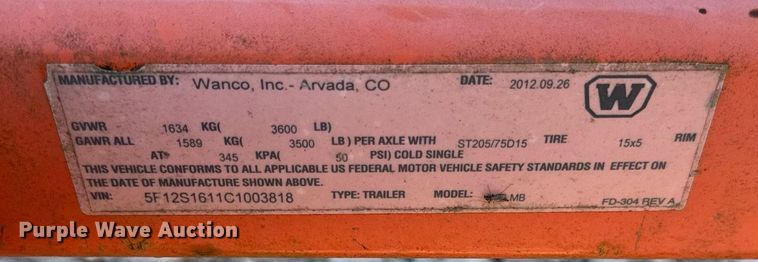 MANUFACTURED BY: Wanco, Inc.- Arvada, CO DATE: 2012.09.26 W
GVWR 1634 KG( 3600 LB)
GAWR ALL 1589 KG( 3500 LB) PER AXLE WITH ST205/75D15 TIRE 15x5 RIM
AT 345 KPA( 50 PSI) COLD SINGLE
THIS VEHICLE CONFORMS TO ALL APPLICABLE US FEDERAL MOTOR VEHICLE SAFETY STANDARDS IN EFFECT ON
THE DATE OF MANUFACTURE SHOWN ABOVE.
VIN: 5F12S1611C1003818 TYPE: TRAILER MODEL: LMB
FD-304 REV A
Purple Wave Auction